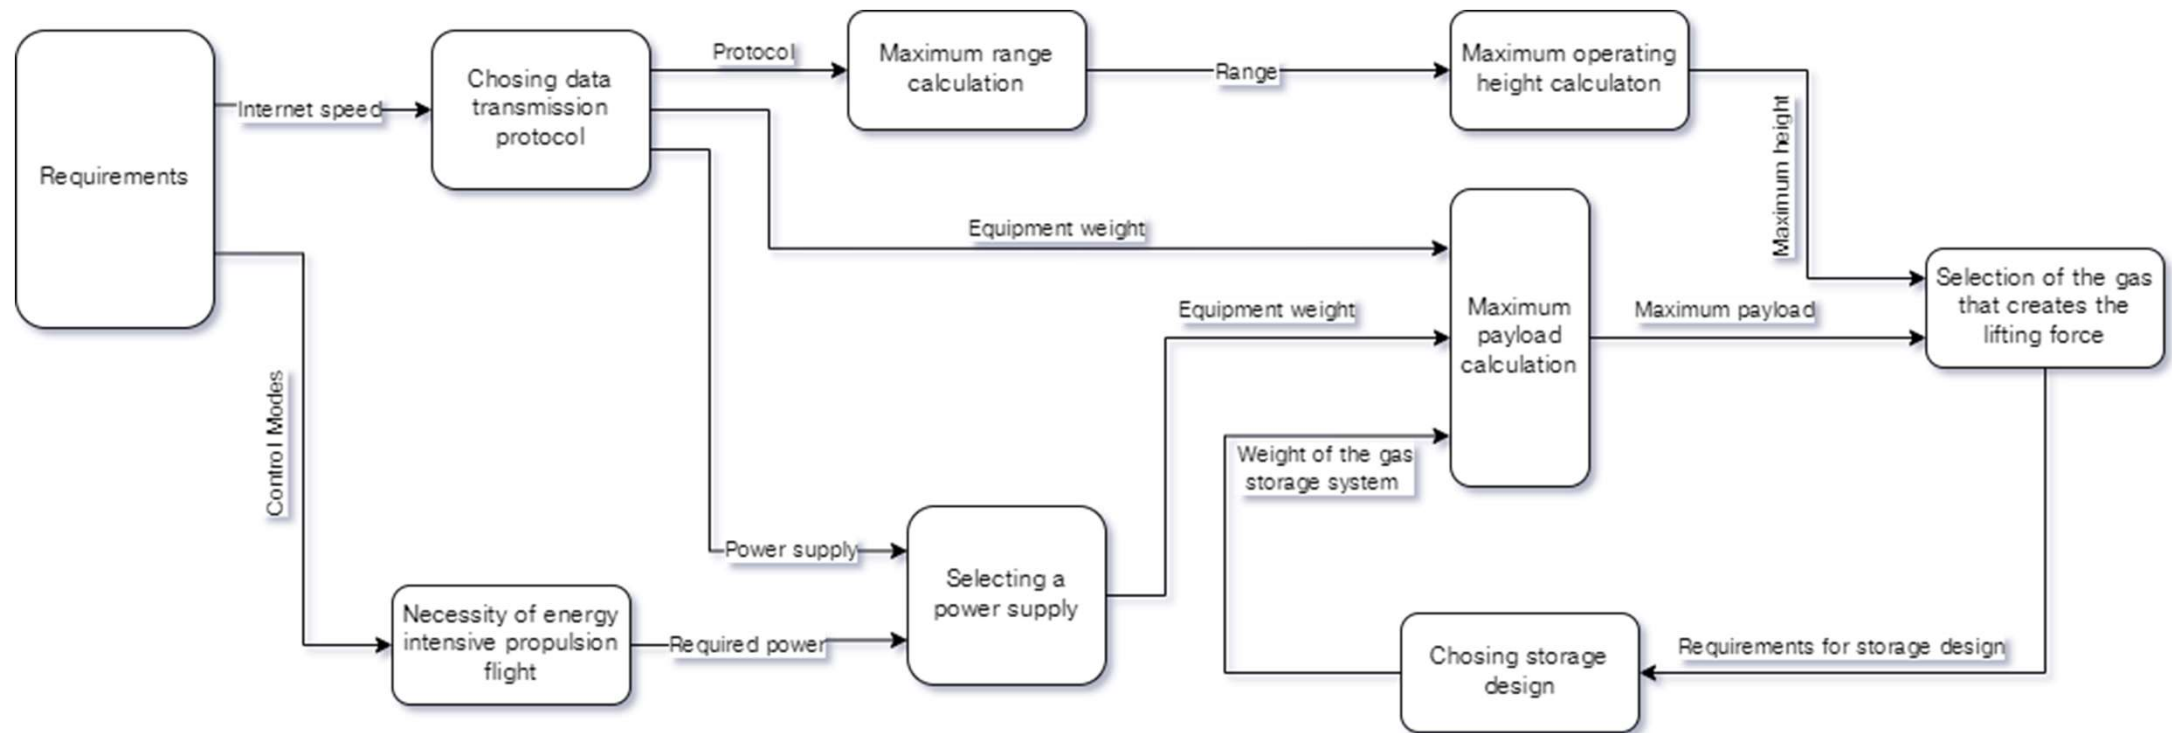 Requirements
Internet speed
Chosing data
transmission
protocol
Protocol
Maximum range
calculation
Range
Maximum operating
height calculaton
Maximum height
Equipment weight
Equipment weight
Maximum
payload
calculation
Maximum payload
Selection of the gas
that creates the
lifting force
Control Modes
Weight of the gas
storage system
Power supply
Selecting a
power supply
Necessity of energy
intensive propulsion
flight
Required power
Chosing storage
design
Requirements for storage design